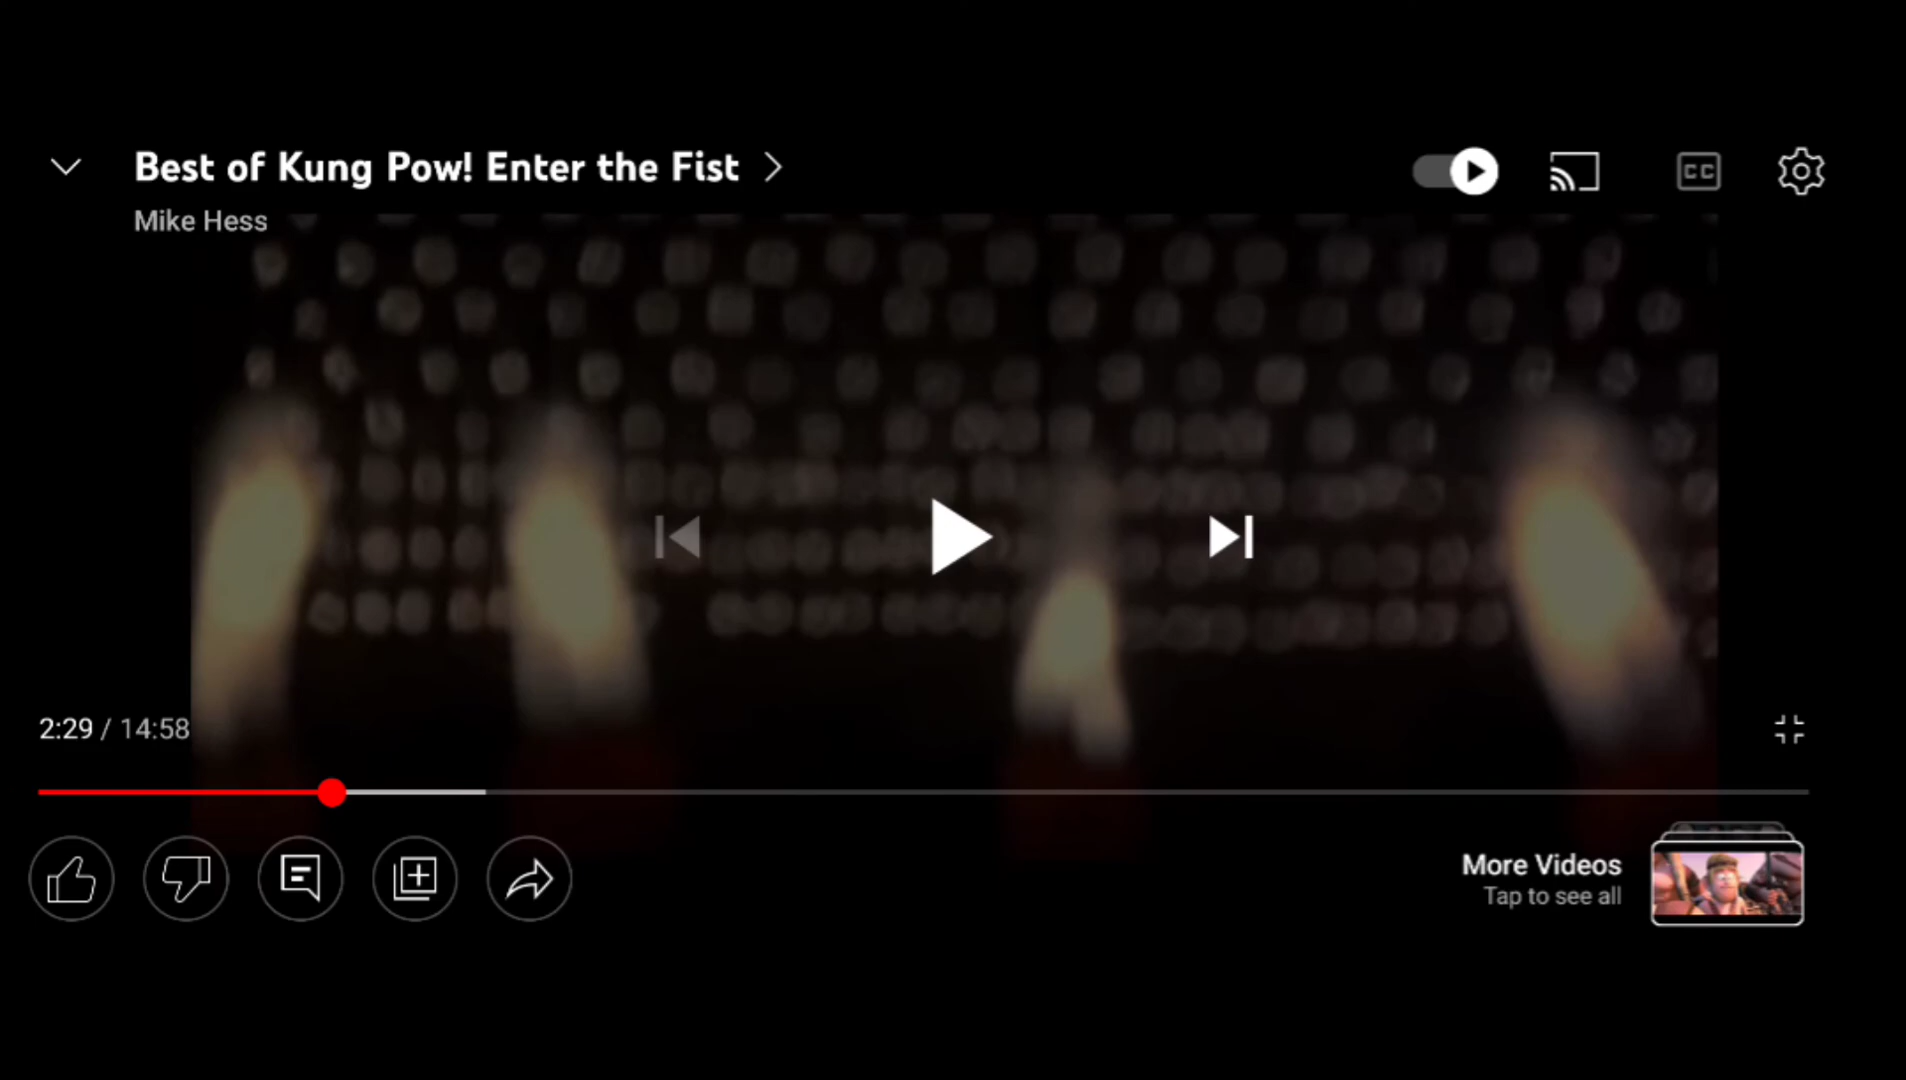 Best of Kung Pow! Enter the Fist
Mike Hess
CC
2:29 / 14:58
More Videos
Tap to see all